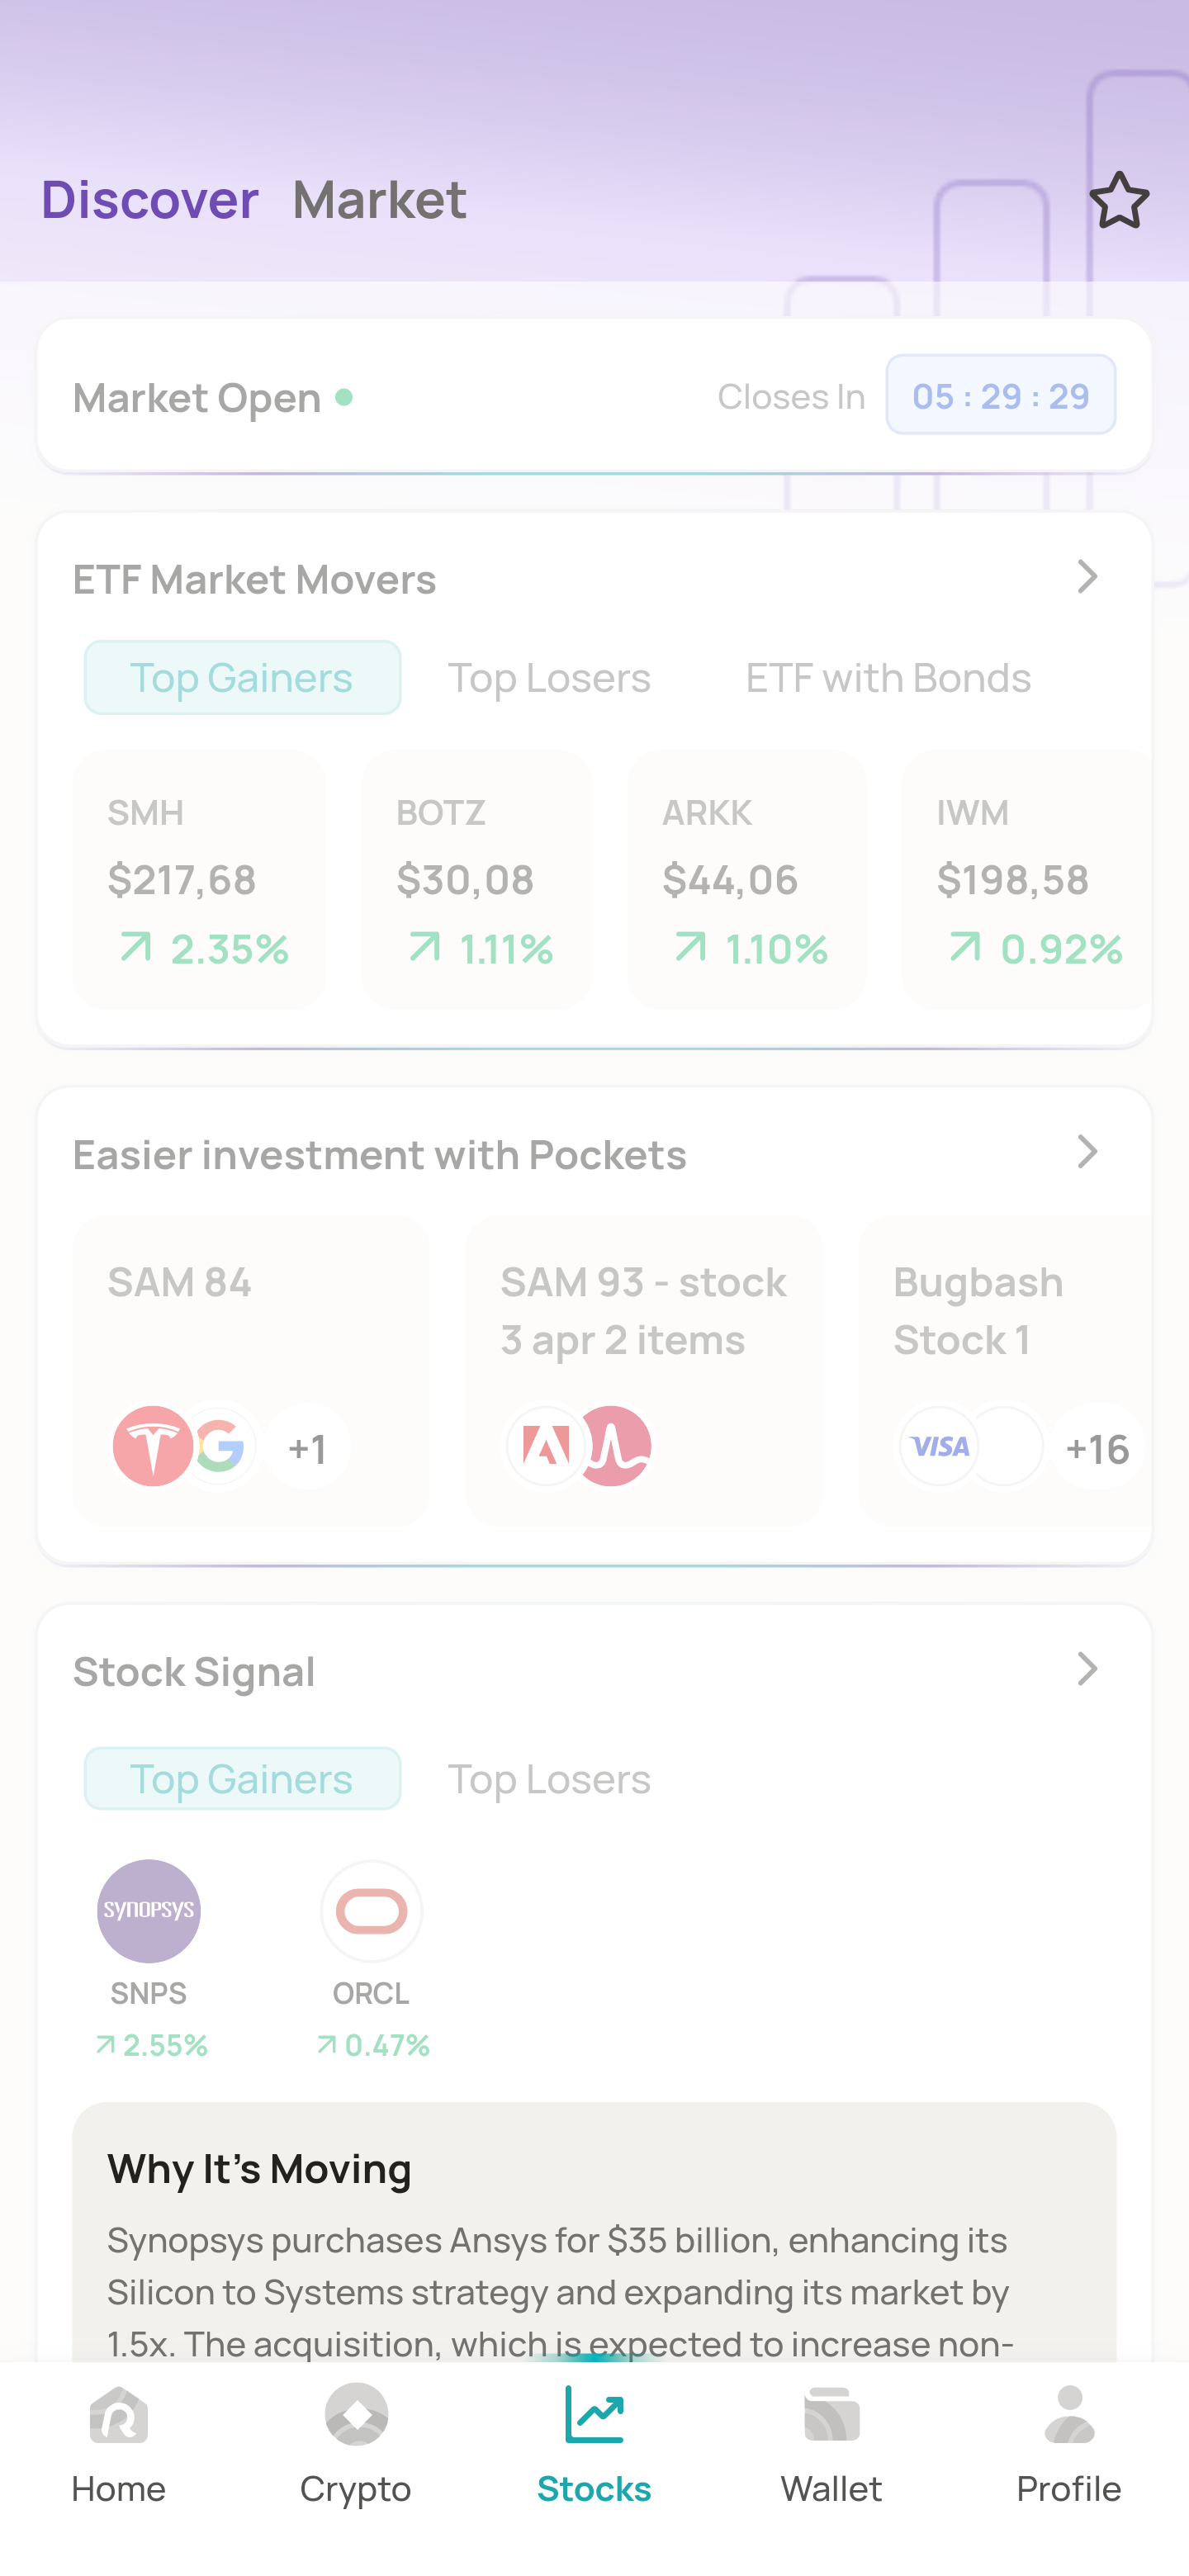 Discover Market
Market Open
Closes In 05 : 29 : 29
ETF Market Movers
Top Gainers Top Losers ETF with Bonds
SMH BOTZ ARKK IWM
$217,68 $30,08 $44,06 $198,58
2.35% 1.11% 1.10% 0.92%
Easier investment with Pockets
SAM 84
SAM 93 - stock
3 apr 2 items
Bugbash
Stock 1
+1
VISA
+16
Stock Signal
Top Gainers Top Losers
SYNOPSYS
SNPS ORCL
2.55% 0.47%
Why It's Moving
Synopsys purchases Ansys for $35 billion, enhancing its
Silicon to Systems strategy and expanding its market by
1.5x. The acquisition, which is expected to increase non-
Home Crypto Stocks Wallet Profile